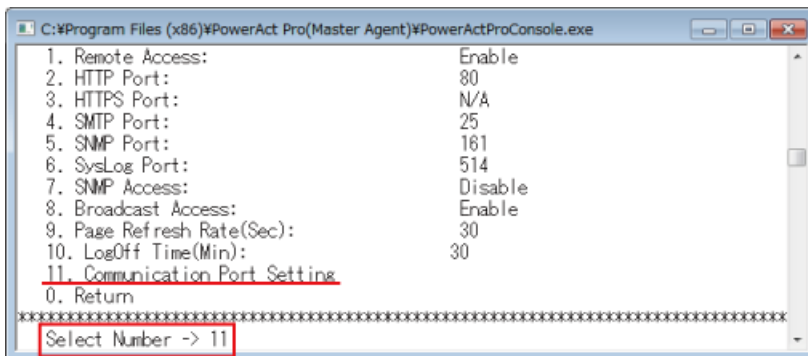 C:¥Program Files (x86)¥PowerAct Pro(Master Agent)¥PowerActProConsole.exe
1. Remote Access: Enable
2. HTTP Port: 80
3. HTTPS Port: N/A
4. SMTP Port: 25
5. SNMP Port: 161
6. SysLog Port: 514
7. SNMP Access: Disable
8. Broadcast Access: Enable
9. Page Refresh Rate(Sec): 30
10. LogOff Time(Min): 30
11. Communication Port Setting
0. Return
******************************************************************************
Select Number -> 11